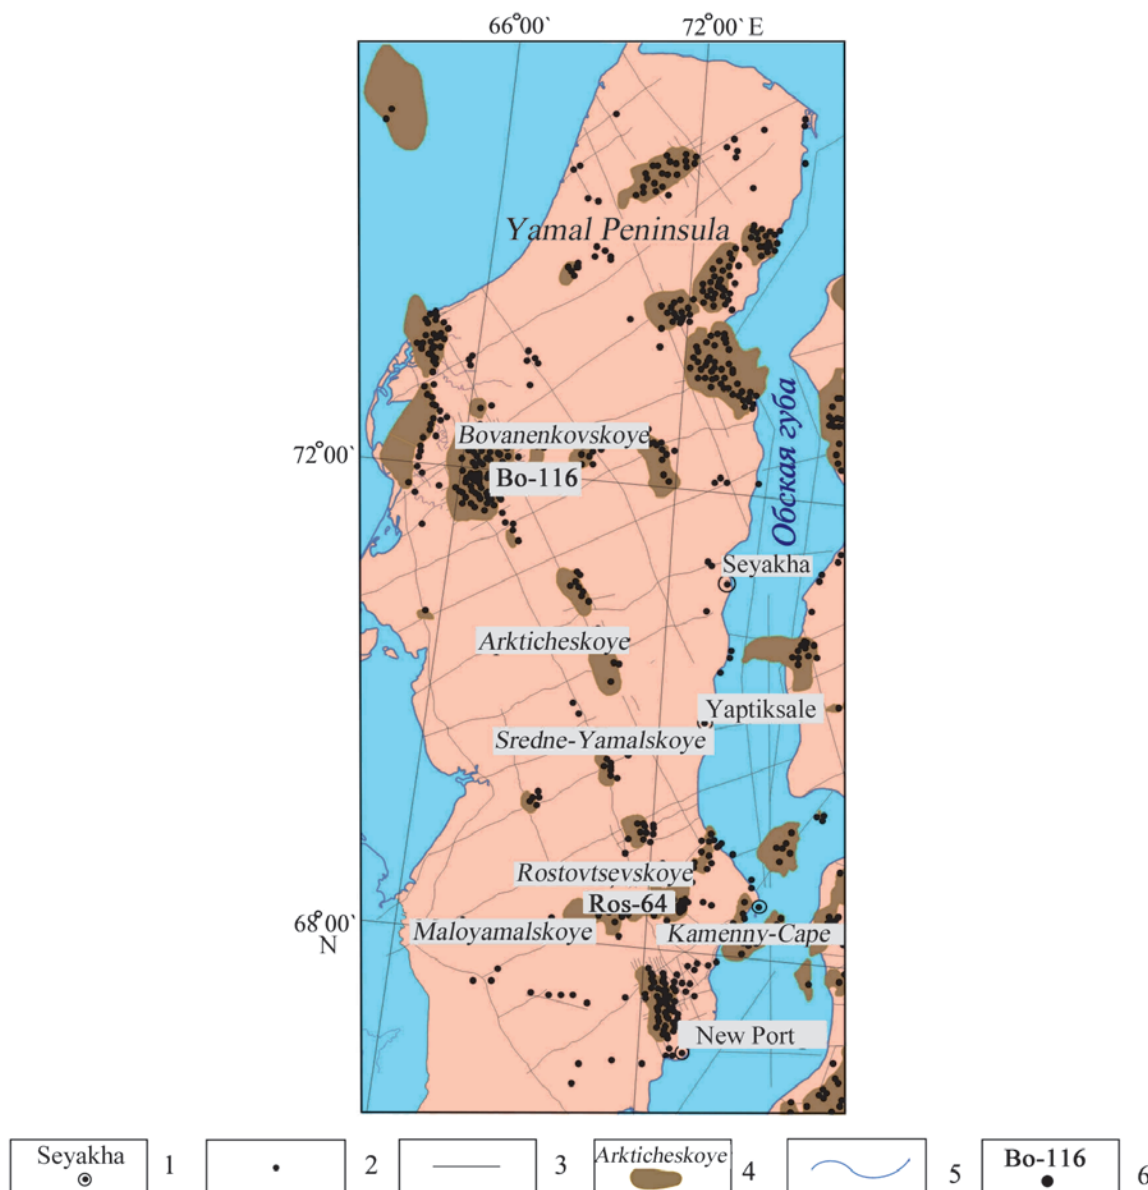 66°00` 72°00` E
Yamal Peninsula
Обская губа
Bovanenkovskoye
72°00`
Bo-116
Seyakha
Arkticheskoye
Yaptiksale
Sredne-Yamalskoye
Rostovtsevskoye
Ros-64
68°00`
N
Maloyamalskoye
Kamenny-Cape
New Port
Seyakha 1
2
3
Arkticheskoye 4
5
Bo-116 6